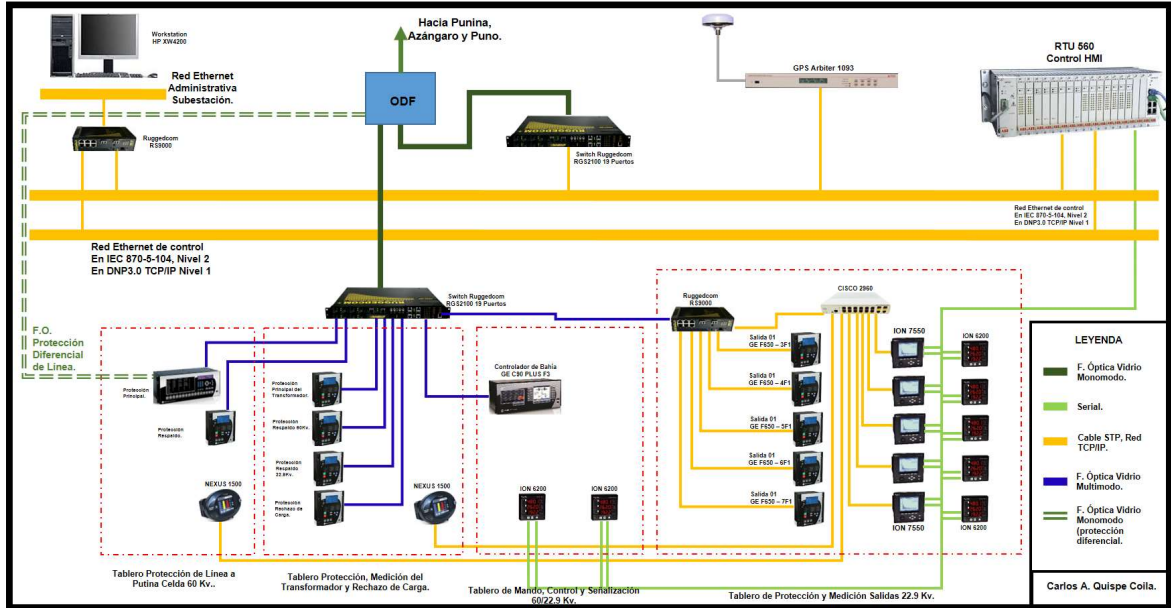 Workstation
HP XW4200
Red Ethernet
Administrativa
Subestación.
Ruggedcom
RS9000
Hacia Punina,
Azángaro y Puno.
ODF
Switch Ruggedcom
RGS2100 19 Puertos
GPS Arbiter 1093
RTU 560
Control HMI
Red Ethernet de control
En IEC 870-5-104, Nivel 2
En DNP3.0 TCP/IP Nivel 1
Red Ethernet de control
En IEC 870-5-104, Nivel 2
En DNP3.0 TCP/IP Nivel 1
F.O.
Protección
Diferencial
de Línea.
Switch Ruggedcom
RGS2100 19 Puertos
Protección
Principal.
Protección
Respaldo.
NEXUS 1500
Tablero Protección de Linea a
Putina Celda 60 Kv..
Protección
Principal del
Transformador.
Protección
Respaldo 60Kv.
Protección
Respaldo
22.9Kv.
Protección
Rechazo de
Carga.
NEXUS 1500
Tablero Protección, Medición del
Transformador y Rechazo de Carga.
Controlador de Bahía
GE C90 PLUS F3
ION 6200
ION 6200
Tablero de Mando, Control y Señalización
60/22.9 Kv.
Ruggedcom
RS9000
CISCO 2960
Salida 01
GE F650 – 3F1
Salida 01
GE F650 – 4F1
Salida 01
GE F650 – 5F1
Salida 01
GE F650 – 6F1
Salida 01
GE F650 – 7F1
ION 7550
ION 6200
ION 7550
ION 6200
Tablero de Protección y Medición Salidas 22.9 Kv.
LEYENDA
F. Óptica Vidrio
Monomodo.
Serial.
Cable STP, Red
TCP/IP.
F. Óptica Vidrio
Multimodo.
F. Óptica Vidrio
Monomodo
(protección
diferencial.
Carlos A. Quispe Coila.